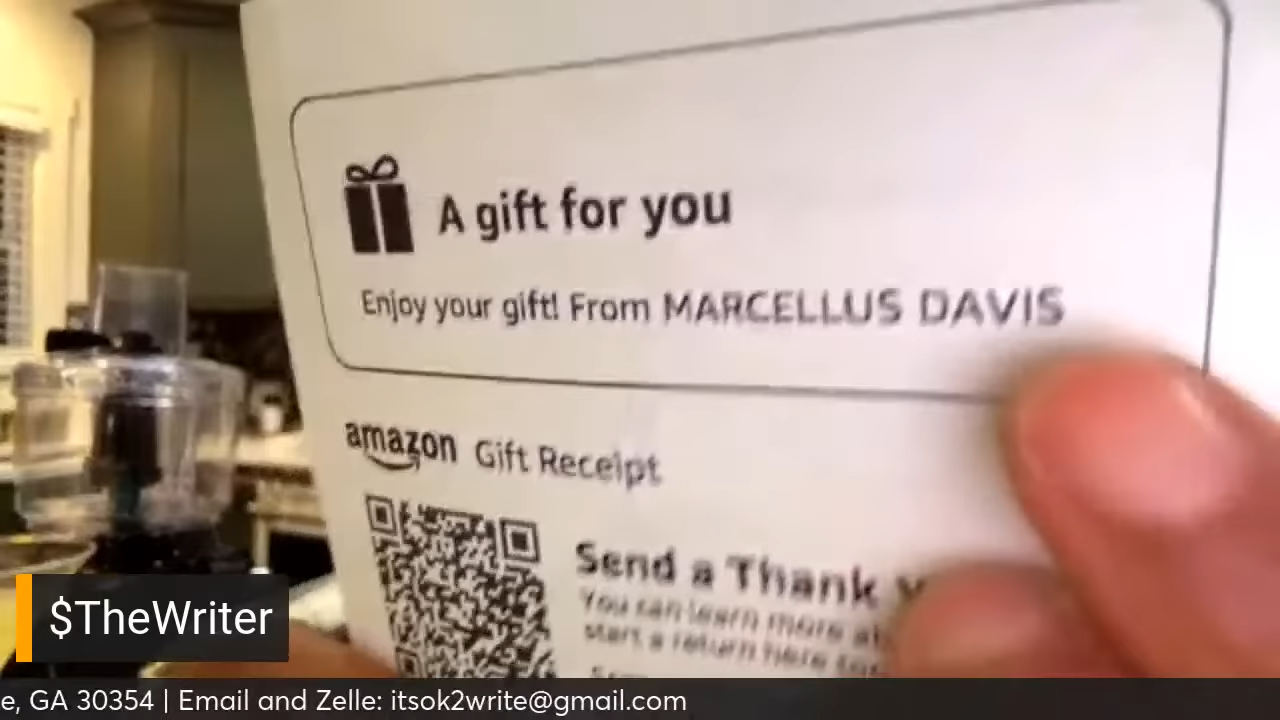 A gift for you
Enjoy your gift! From MARCELLUS DAVIS
amazon Gift Receipt
Send a Thank
You can learn more
start a return here
$TheWriter
e, GA 30354 | Email and Zelle: itsok2write@gmail.com